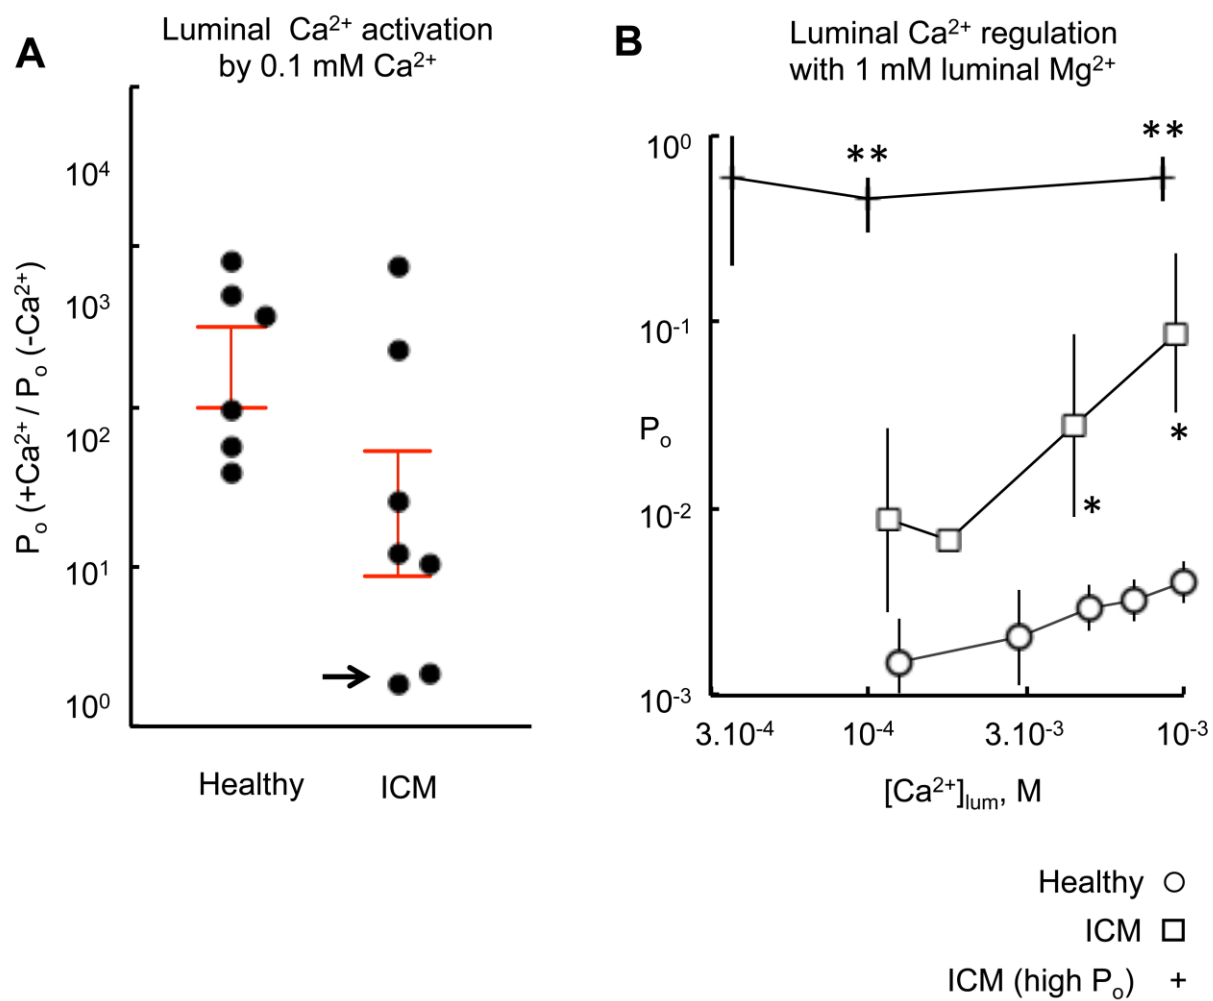 A
Luminal Ca²⁺ activation
by 0.1 mM Ca²⁺
P₀ (+Ca²⁺ / P₀ (-Ca²⁺)
10⁴
10³
10²
10¹
10⁰
Healthy
ICM
B
Luminal Ca²⁺ regulation
with 1 mM luminal Mg²⁺
10⁰
10⁻¹
Pₒ
10⁻²
10⁻³
**
**
*
*
3.10⁻⁴
10⁻⁴
3.10⁻³
10⁻³
[Ca²⁺]lum, M
Healthy
ICM
ICM (high Pₒ)